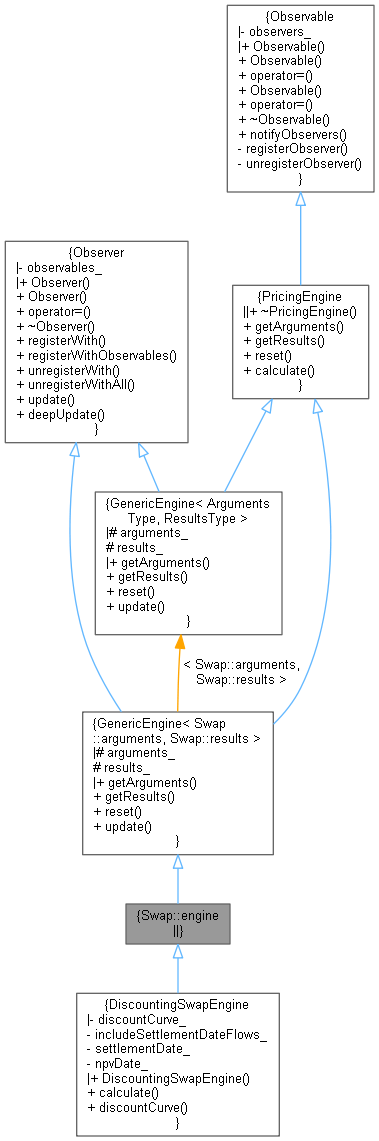 {Observable
|- observers_
|+ Observable()
+ Observable()
+ operator=()
+ Observable()
+ operator=()
+ ~Observable()
+ notifyObservers()
- registerObserver()
- unregisterObserver()
}
{Observer
|- observables_
|+ Observer()
+ Observer()
+ operator=()
+ ~Observer()
+ registerWith()
+ registerWithObservables()
+ unregisterWith()
+ unregisterWithAll()
+ update()
+ deepUpdate()
}
{PricingEngine
||+ ~PricingEngine()
+ getArguments()
+ getResults()
+ reset()
+ calculate()
}
{GenericEngine< Arguments
Type, ResultsType >
|# arguments_
# results_
|+ getArguments()
+ getResults()
+ reset()
+ update()
}
< Swap::arguments,
Swap::results >
{GenericEngine< Swap
::arguments, Swap::results >
|# arguments_
# results_
|+ getArguments()
+ getResults()
+ reset()
+ update()
}
{Swap::engine
||}
{DiscountingSwapEngine
|- discountCurve_
- includeSettlementDateFlows_
- settlementDate_
- npvDate_
|+ DiscountingSwapEngine()
+ calculate()
+ discountCurve()
}